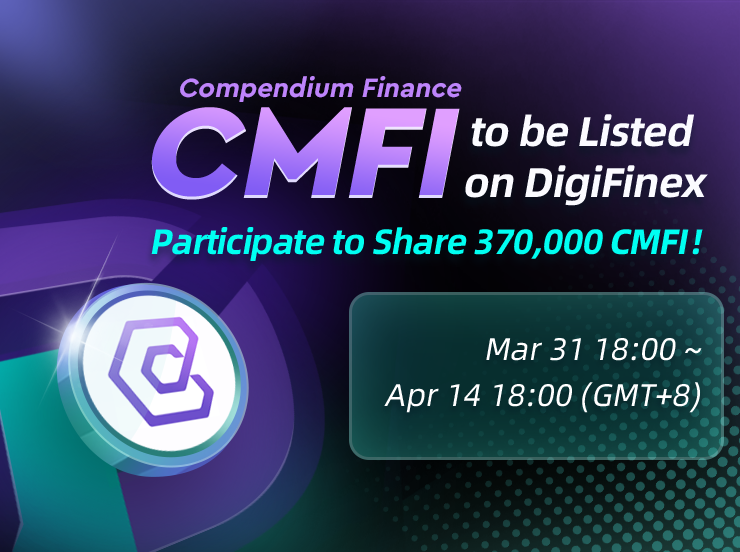 Compendium Finance
CMFI to be Listed
on DigiFinex
Participate to Share 370,000 CMFI!
Mar 31 18:00 ~
Apr 14 18:00 (GMT+8)